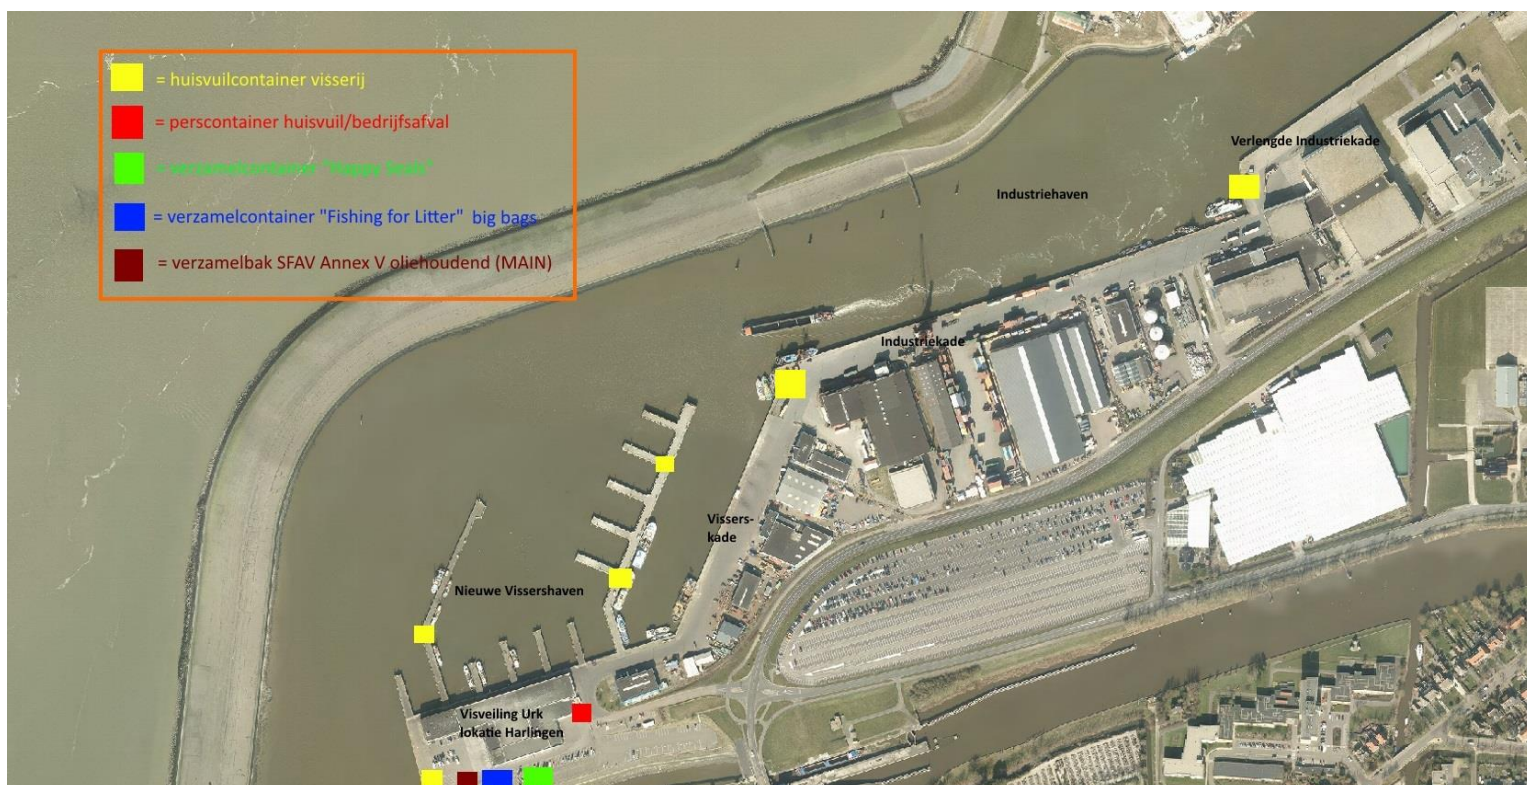 = huisvuilcontainer visserij
= perscontainer huisvuil/bedrijfsafval
= verzamelcontainer "Happy Seals"
= verzamelcontainer "Fishing for Litter" big bags
= verzamelbak SFAV Annex V oliehoudend (MAIN)
Verlengde Industriekade
Industriehaven
Industriekade
Vissers-
kade
Nieuwe Vissershaven
Visveiling Urk
lokatie Harlingen